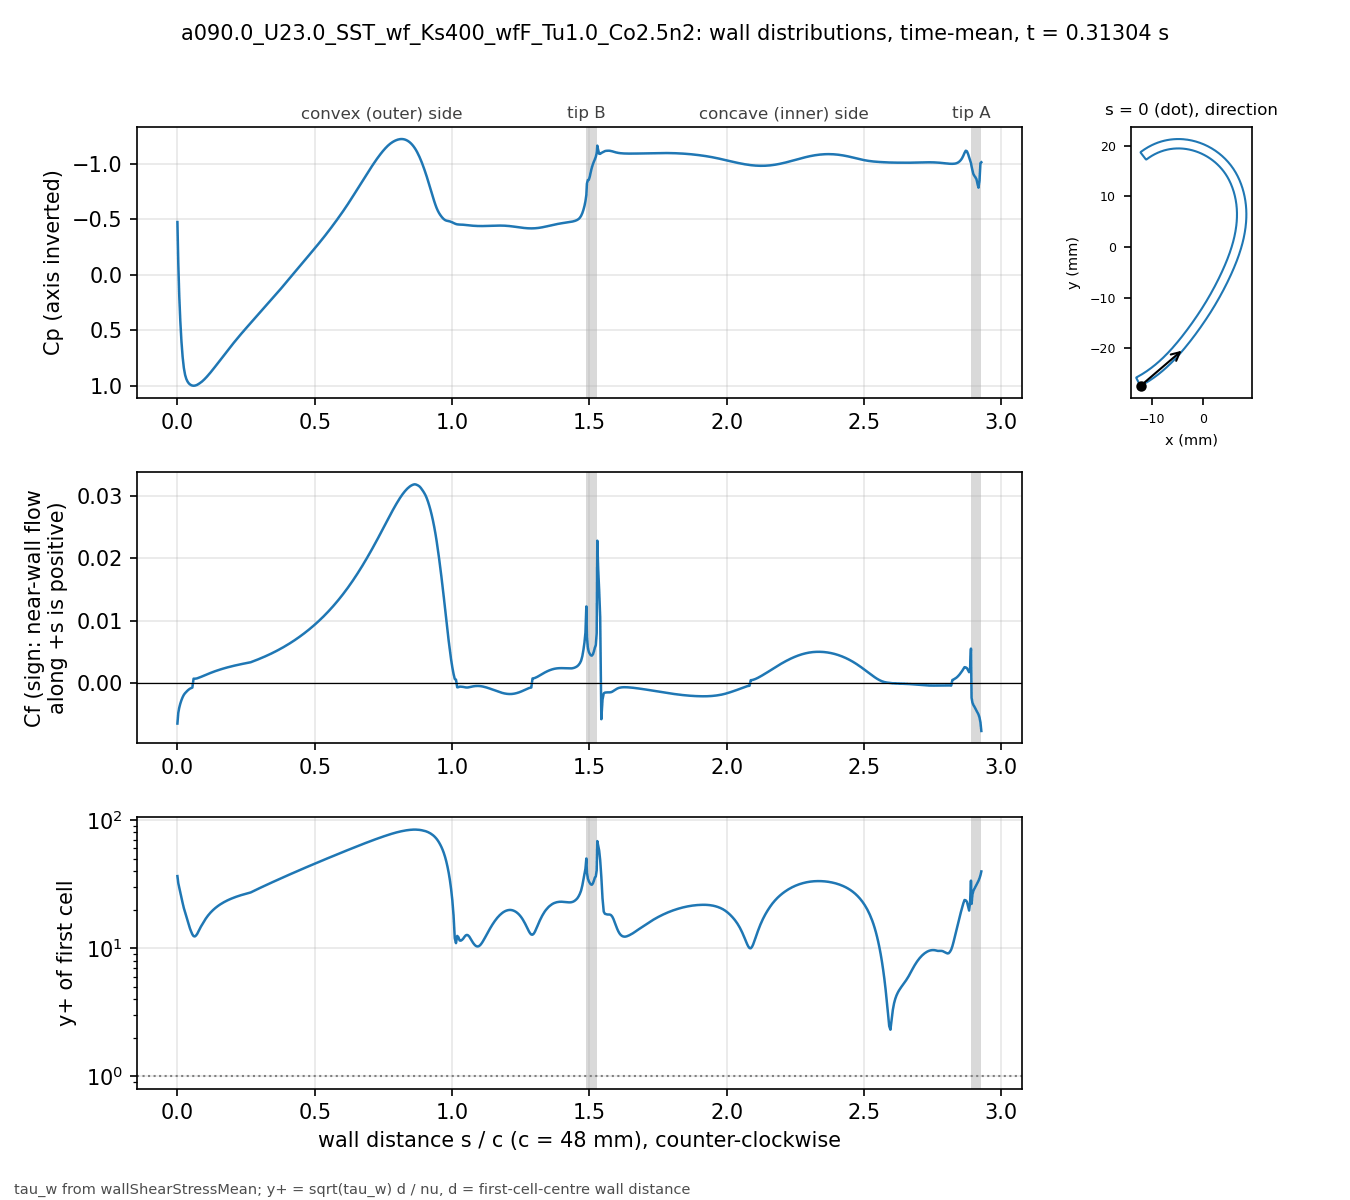 a090.0_U23.0_SST_wf_Ks400_wfF_Tu1.0_Co2.5n2: wall distributions, time-mean, t = 0.31304 s
convex (outer) side
tip B
concave (inner) side
tip A
s = 0 (dot), direction
Cp (axis inverted)
−1.0
−0.5
0.0
0.5
1.0
0.0
0.5
1.0
1.5
2.0
2.5
3.0
y (mm)
20
10
0
−10
−20
−10
0
x (mm)
Cf (sign: near-wall flow
along +s is positive)
0.03
0.02
0.01
0.00
0.0
0.5
1.0
1.5
2.0
2.5
3.0
y+ of first cell
10²
10¹
10⁰
0.0
0.5
1.0
1.5
2.0
2.5
3.0
wall distance s / c (c = 48 mm), counter-clockwise
tau_w from wallShearStressMean; y+ = sqrt(tau_w) d / nu, d = first-cell-centre wall distance